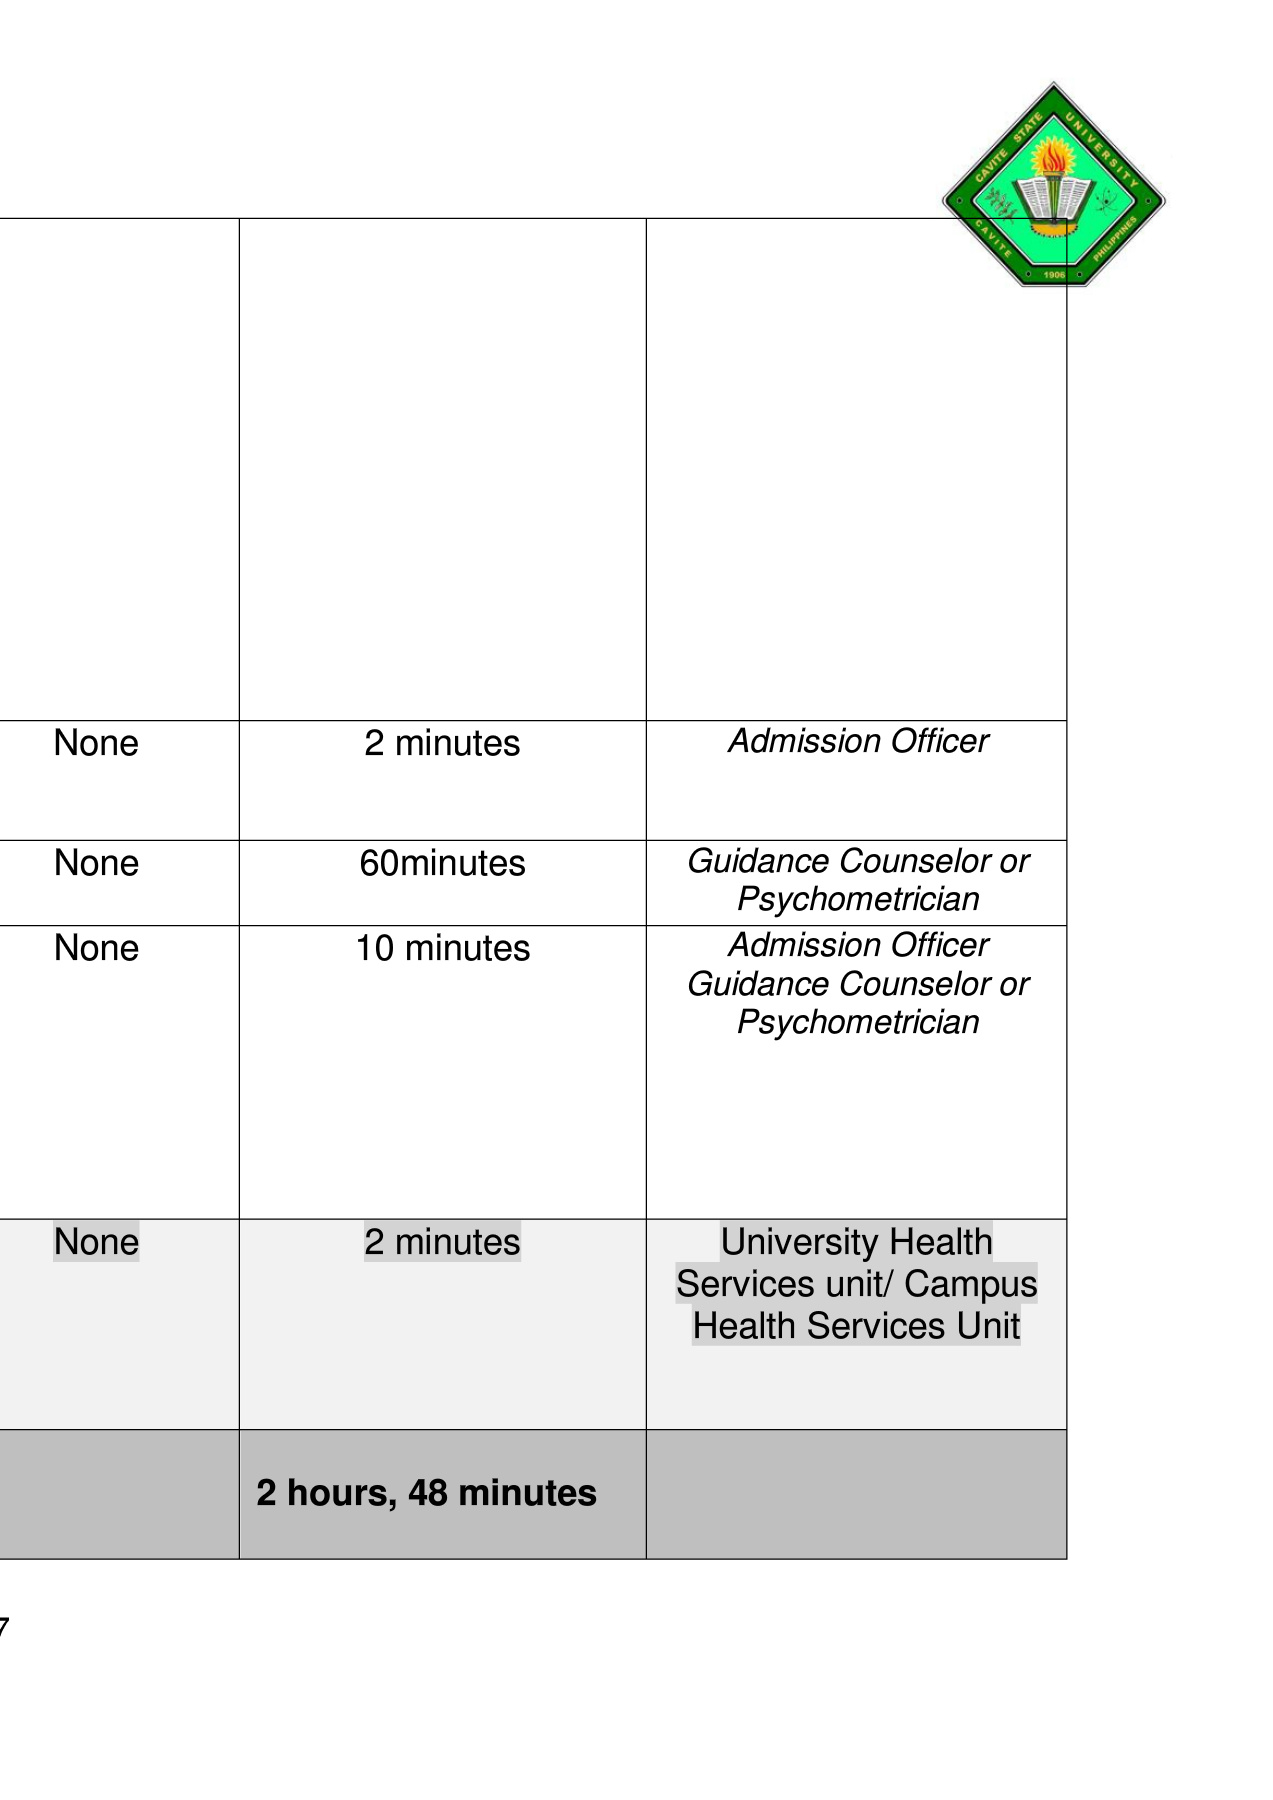 CAVITE STATE UNIVERSITY
CAVITE PHILIPPINES
1906
None 2 minutes Admission Officer
None 60minutes Guidance Counselor or
Psychometrician
None 10 minutes Admission Officer
Guidance Counselor or
Psychometrician
None 2 minutes University Health
Services unit/ Campus
Health Services Unit
2 hours, 48 minutes
7